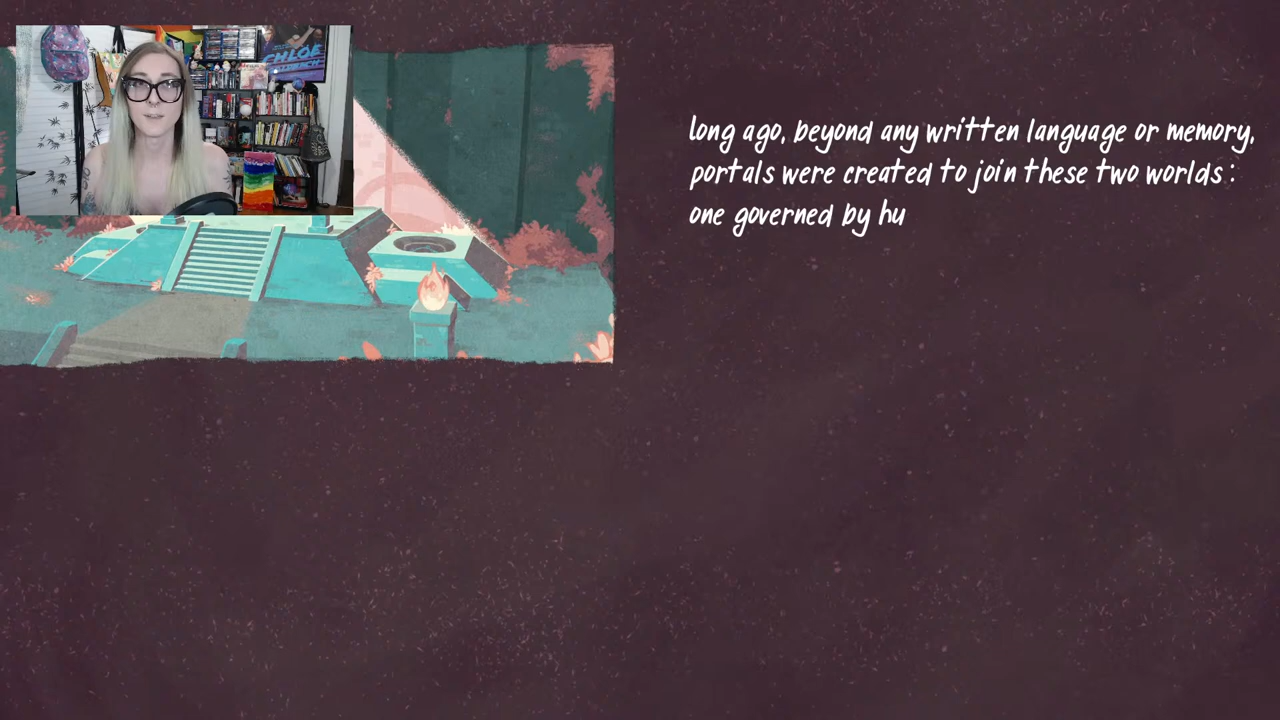 CHLOE
long ago, beyond any written language or memory,
portals were created to join these two worlds :
one governed by hu